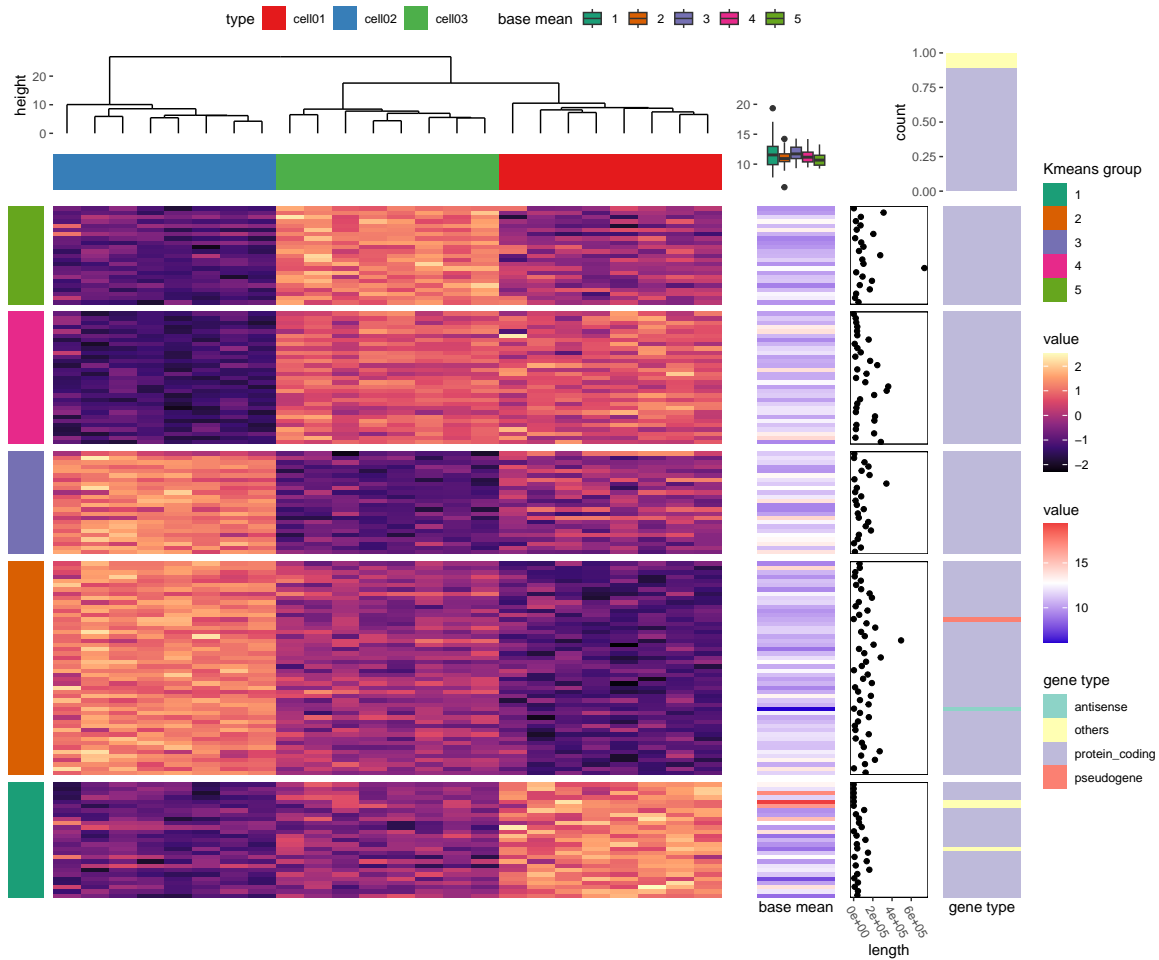 type cell01 cell02 cell03 base mean 1 2 3 4 5
height
20
10
0
20
15
10
count
1.00
0.75
0.50
0.25
0.00
Kmeans group
1
2
3
4
5
value
2
1
0
−1
−2
value
15
10
gene type
antisense
others
protein_coding
pseudogene
base mean
0e+00
2e+05
4e+05
6e+05
length
gene type